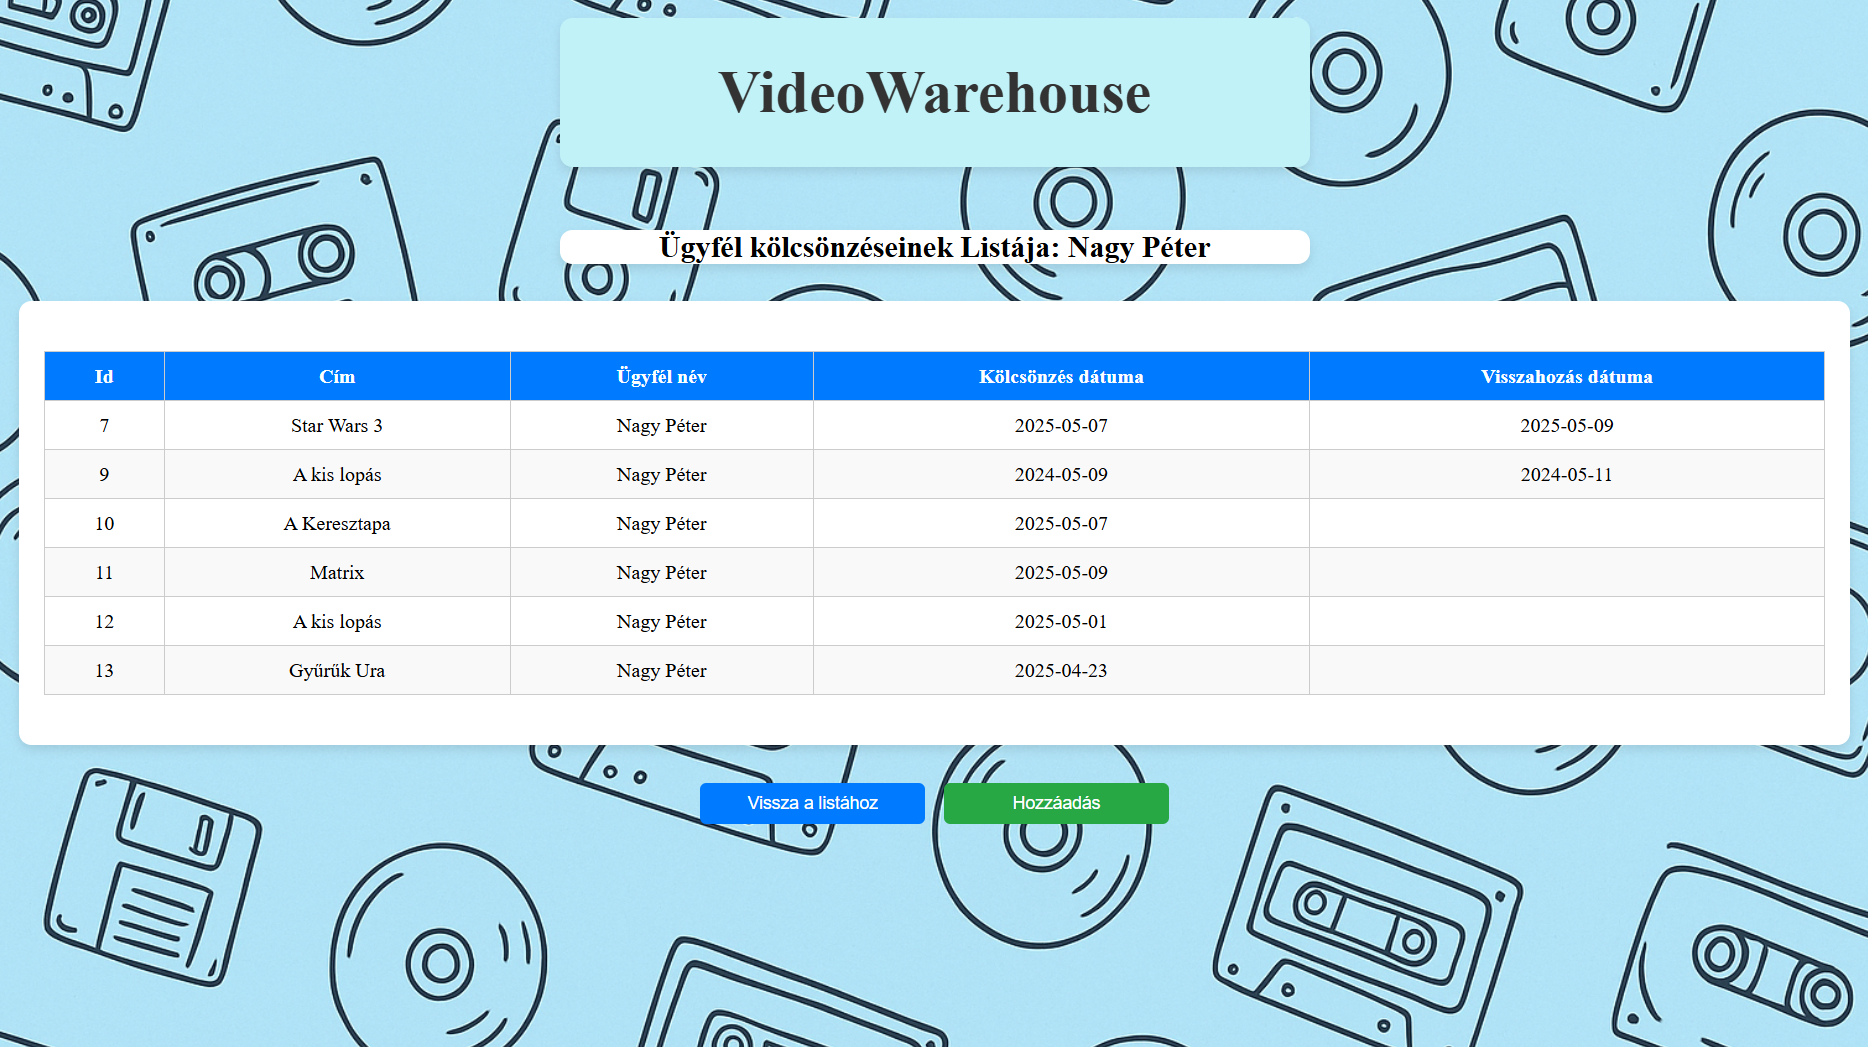 VideoWarehouse
Ügyfél kölcsönzéseinek Listája: Nagy Péter
Id Cím Ügyfél név Kölcsönzés dátuma Visszahozás dátuma
7 Star Wars 3 Nagy Péter 2025-05-07 2025-05-09
9 A kis lopás Nagy Péter 2024-05-09 2024-05-11
10 A Keresztapa Nagy Péter 2025-05-07
11 Matrix Nagy Péter 2025-05-09
12 A kis lopás Nagy Péter 2025-05-01
13 Gyűrűk Ura Nagy Péter 2025-04-23
Vissza a listához Hozzáadás